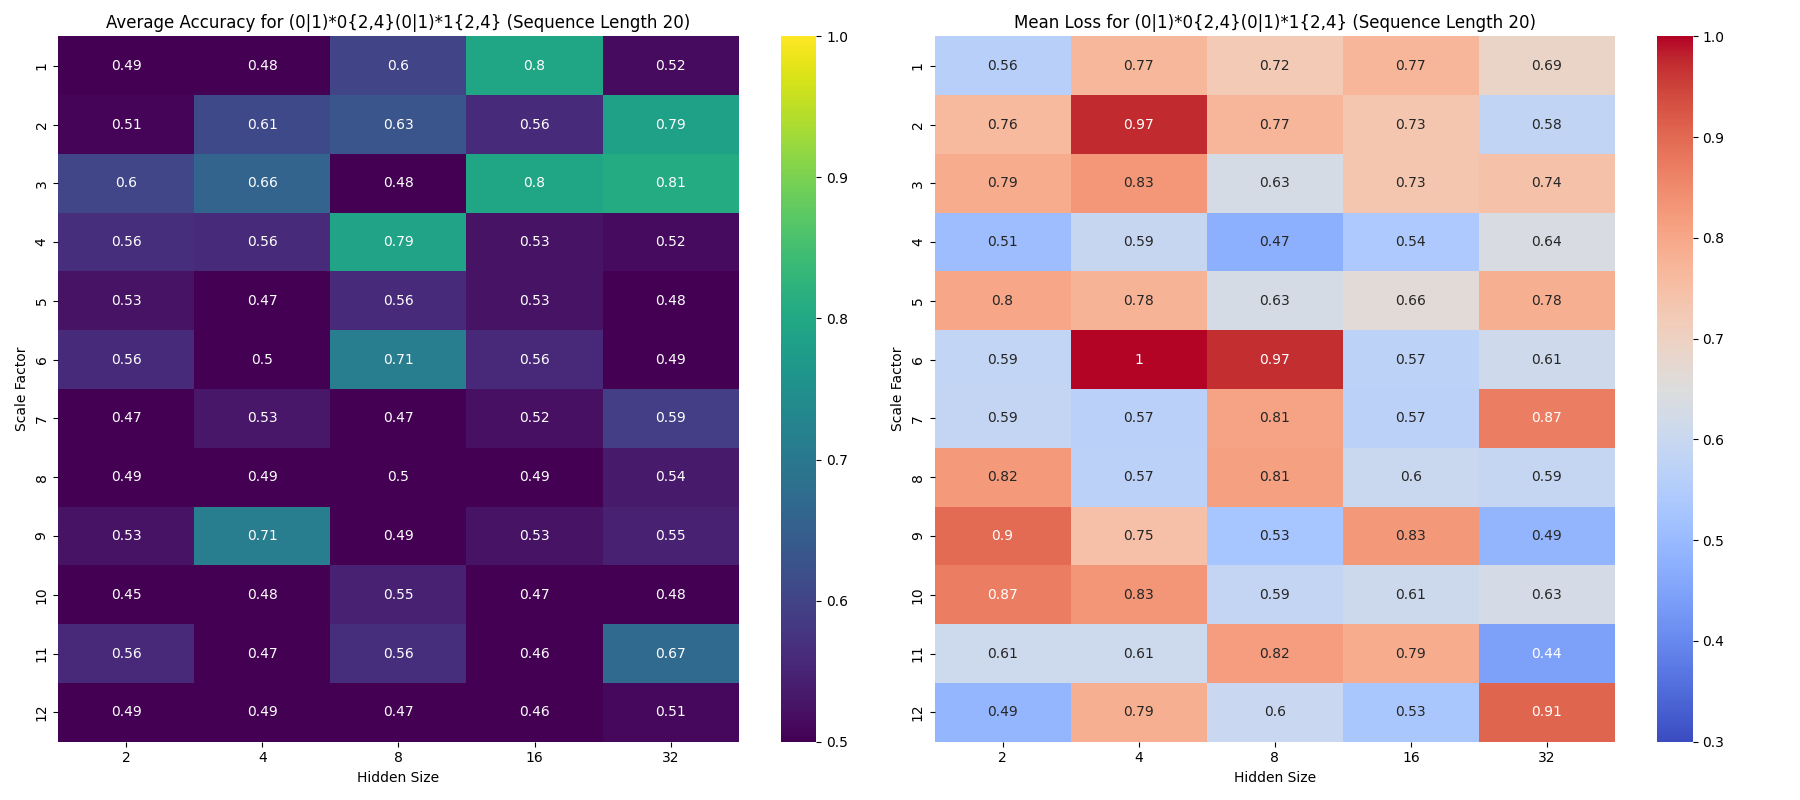 Average Accuracy for (0|1)*0{2,4}(0|1)*1{2,4} (Sequence Length 20)
Scale Factor
1 0.49 0.48 0.6 0.8 0.52
2 0.51 0.61 0.63 0.56 0.79
3 0.6 0.66 0.48 0.8 0.81
4 0.56 0.56 0.79 0.53 0.52
5 0.53 0.47 0.56 0.53 0.48
6 0.56 0.5 0.71 0.56 0.49
7 0.47 0.53 0.47 0.52 0.59
8 0.49 0.49 0.5 0.49 0.54
9 0.53 0.71 0.49 0.53 0.55
10 0.45 0.48 0.55 0.47 0.48
11 0.56 0.47 0.56 0.46 0.67
12 0.49 0.49 0.47 0.46 0.51
2 4 8 16 32
Hidden Size
1.0
0.9
0.8
0.7
0.6
0.5
Mean Loss for (0|1)*0{2,4}(0|1)*1{2,4} (Sequence Length 20)
Scale Factor
1 0.56 0.77 0.72 0.77 0.69
2 0.76 0.97 0.77 0.73 0.58
3 0.79 0.83 0.63 0.73 0.74
4 0.51 0.59 0.47 0.54 0.64
5 0.8 0.78 0.63 0.66 0.78
6 0.59 1 0.97 0.57 0.61
7 0.59 0.57 0.81 0.57 0.87
8 0.82 0.57 0.81 0.6 0.59
9 0.9 0.75 0.53 0.83 0.49
10 0.87 0.83 0.59 0.61 0.63
11 0.61 0.61 0.82 0.79 0.44
12 0.49 0.79 0.6 0.53 0.91
2 4 8 16 32
Hidden Size
1.0
0.9
0.8
0.7
0.6
0.5
0.4
0.3